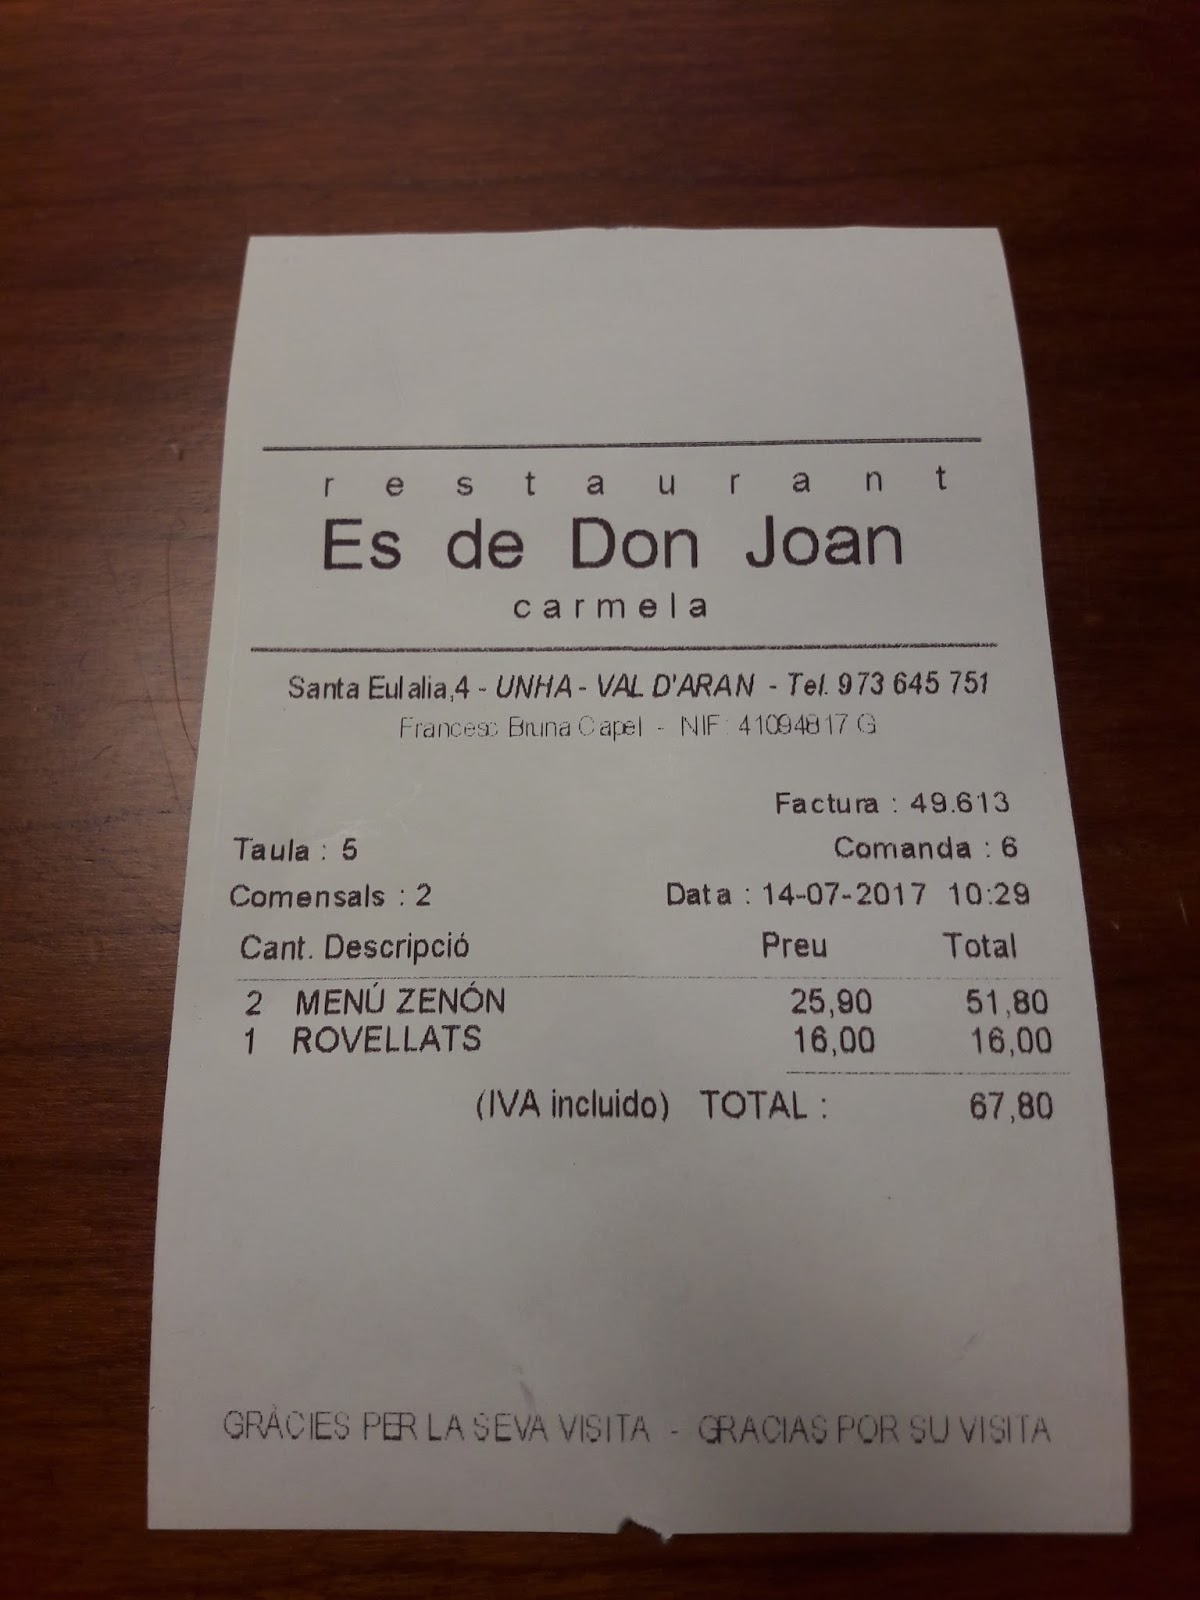 restaurant
Es de Don Joan
carmela
Santa Eulalia,4 - UNHA - VAL D'ARAN - Tel. 973 645 751
Francesc Bruna Capel - NIF: 41094817 G
Factura : 49.613
Taula : 5 Comanda : 6
Comensals : 2 Data : 14-07-2017 10:29
Cant. Descripció Preu Total
2 MENÚ ZENÓN 25,90 51,80
1 ROVELLATS 16,00 16,00
(IVA incluido) TOTAL : 67,80
GRÀCIES PER LA SEVA VISITA - GRACIAS POR SU VISITA